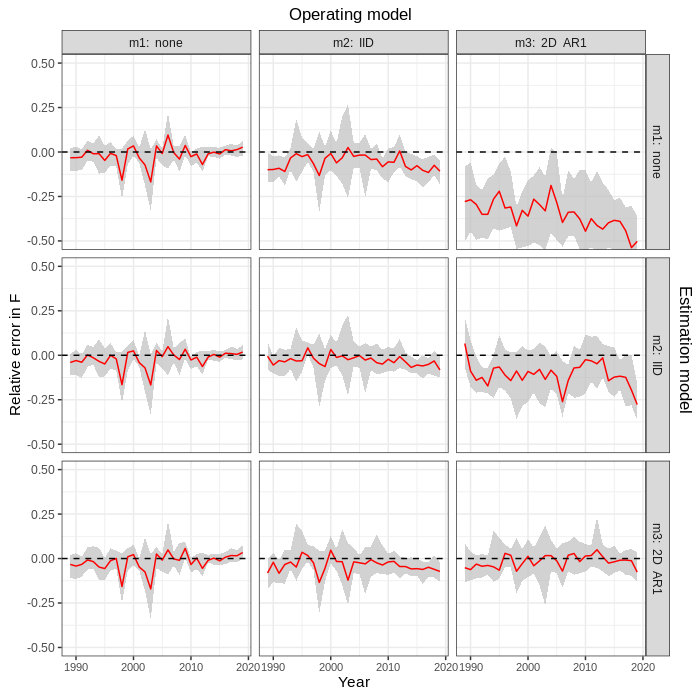 Operating model
m1: none
m2: IID
m3: 2D AR1
0.50
0.25
0.00
-0.25
-0.50
m1: none
0.50
0.25
0.00
-0.25
-0.50
m2: IID
0.50
0.25
0.00
-0.25
-0.50
m3: 2D AR1
Relative error in F
Estimation model
1990
2000
2010
2020
1990
2000
2010
2020
1990
2000
2010
2020
Year